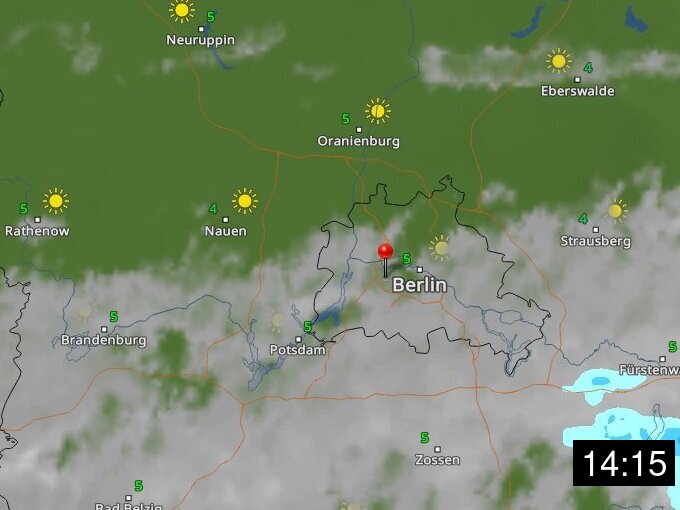 5
Neuruppin
4
Eberswalde
5
Oranienburg
5
Rathenow
4
Nauen
4
Strausberg
5
Berlin
5
Brandenburg
5
Potsdam
5
Fürstenwa
5
Zossen
14:15
5
Bad Belzig